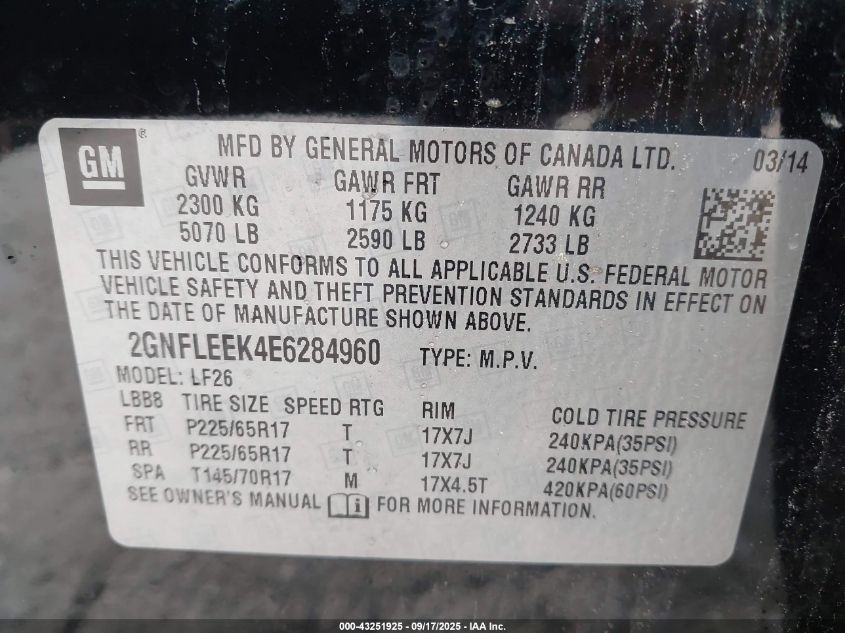 GM ® MFD BY GENERAL MOTORS OF CANADA LTD. 03/14
GVWR GAWR FRT GAWR RR
2300 KG 1175 KG 1240 KG
5070 LB 2590 LB 2733 LB
THIS VEHICLE CONFORMS TO ALL APPLICABLE U.S. FEDERAL MOTOR
VEHICLE SAFETY AND THEFT PREVENTION STANDARDS IN EFFECT ON
THE DATE OF MANUFACTURE SHOWN ABOVE.
2GNFLEEK4E6284960 TYPE: M.P.V.
MODEL: LF26
LBB8 TIRE SIZE SPEED RTG RIM COLD TIRE PRESSURE
FRT P225/65R17 T 17X7J 240KPA(35PSI)
RR P225/65R17 T 17X7J 240KPA(35PSI)
SPA T145/70R17 M 17X4.5T 420KPA(60PSI)
SEE OWNER'S MANUAL FOR MORE INFORMATION.
000-43251925 - 09/17/2025 - IAA Inc.